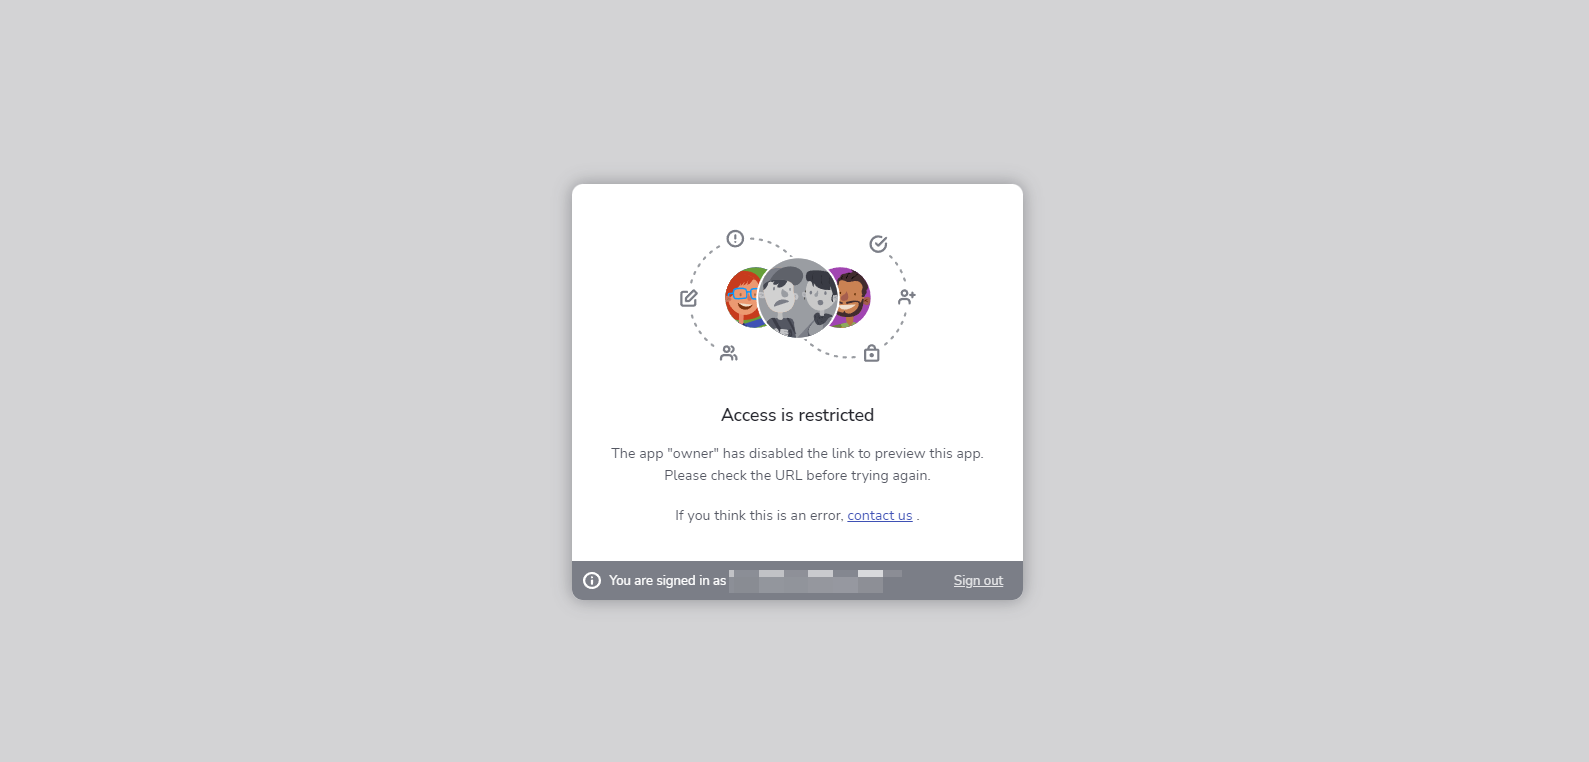 Access is restricted
The app "owner" has disabled the link to preview this app.
Please check the URL before trying again.
If you think this is an error, contact us .
You are signed in as
Sign out